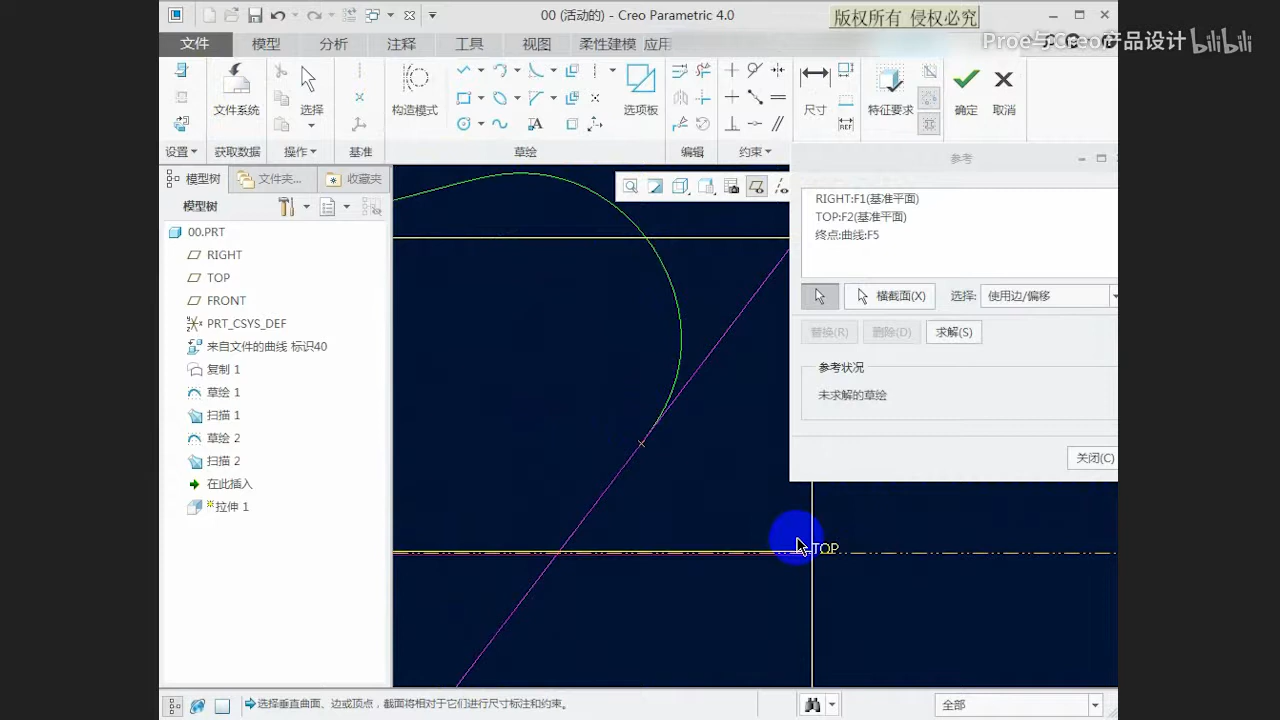 00 (活动的) - Creo Parametric 4.0
版权所有 侵权必究
Proe与Creo产品设计 bilibili
文件 模型 分析 注释 工具 视图 柔性建模 应用
文件系统 选择 构造模式 选项板 尺寸 特征要求 确定 取消
REF
设置 获取数据 操作 基准 草绘 编辑 约束
模型树 文件夹... 收藏夹
模型树
00.PRT
RIGHT
TOP
FRONT
PRT_CSYS_DEF
来自文件的曲线 标识40
复制 1
草绘 1
扫描 1
草绘 2
扫描 2
在此插入
拉伸 1
参考
RIGHT:F1(基准平面)
TOP:F2(基准平面)
终点:曲线:F5
横截面(X) 选择: 使用边/偏移
替换(R) 删除(D) 求解(S)
参考状况
未求解的草绘
关闭(C)
TOP
选择垂直曲面、边或顶点，截面将相对于它们进行尺寸标注和约束。
全部